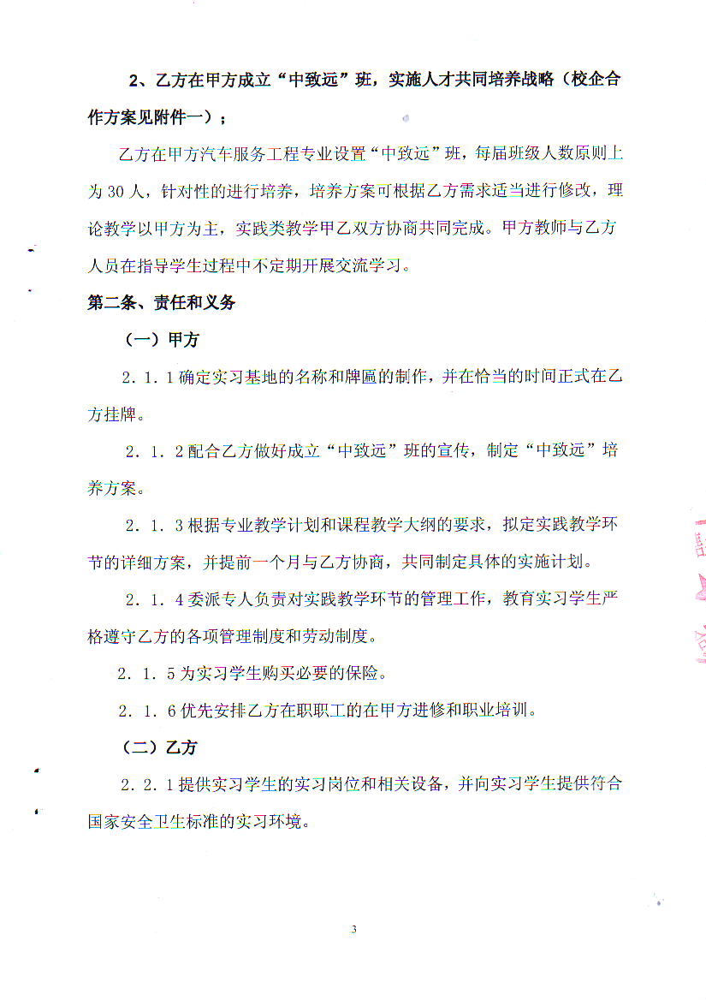 2、乙方在甲方成立“中致远”班，实施人才共同培养战略（校企合
作方案见附件一）；
乙方在甲方汽车服务工程专业设置“中致远”班，每届班级人数原则上
为 30 人，针对性的进行培养，培养方案可根据乙方需求适当进行修改，理
论教学以甲方为主，实践类教学甲乙双方协商共同完成。甲方教师与乙方
人员在指导学生过程中不定期开展交流学习。
第二条、责任和义务
（一）甲方
2．1．1 确定实习基地的名称和牌匾的制作，并在恰当的时间正式在乙
方挂牌。
2．1．2 配合乙方做好成立“中致远”班的宣传，制定“中致远”培
养方案。
2．1．3 根据专业教学计划和课程教学大纲的要求，拟定实践教学环
节的详细方案，并提前一个月与乙方协商，共同制定具体的实施计划。
2．1．4 委派专人负责对实践教学环节的管理工作，教育实习学生严
格遵守乙方的各项管理制度和劳动制度。
2．1．5 为实习学生购买必要的保险。
2．1．6 优先安排乙方在职职工的在甲方进修和职业培训。
（二）乙方
2．2．1 提供实习学生的实习岗位和相关设备，并向实习学生提供符合
国家安全卫生标准的实习环境。
3